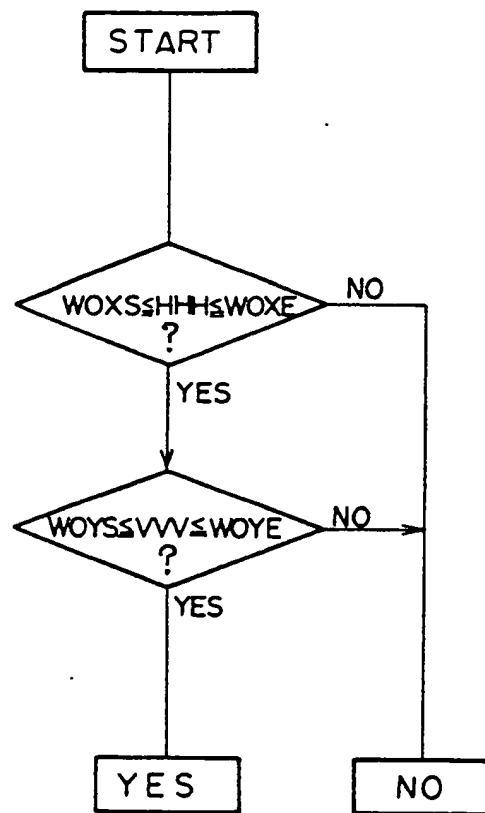 START
WOXS≦HHH≦WOXE
?
NO
YES
WOYS≦VVV≦WOYE
?
NO
YES
YES
NO